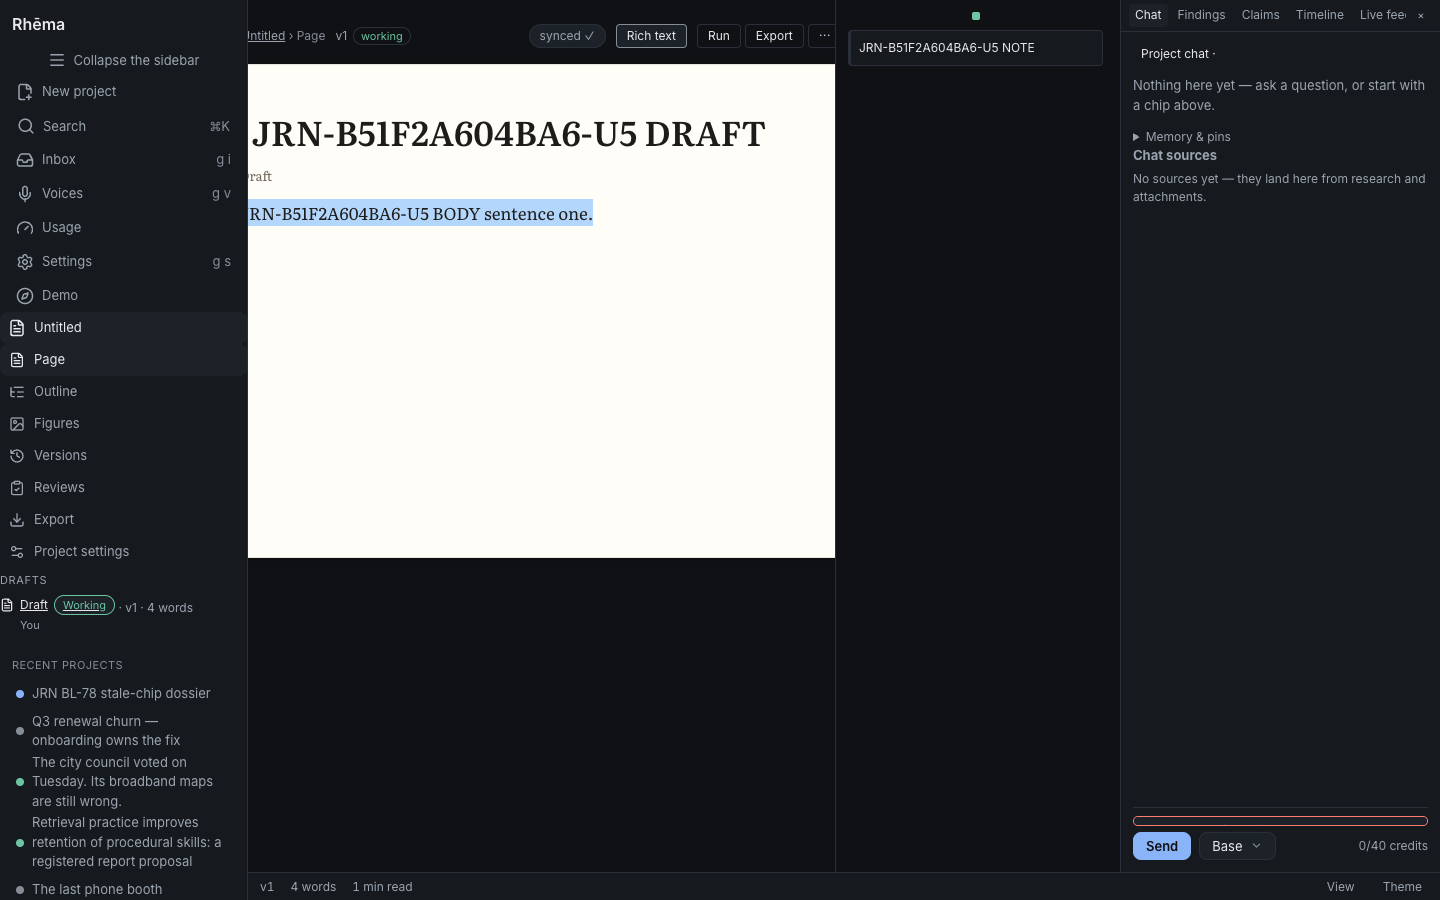 Rhēma
Collapse the sidebar
New project
Search ⌘K
Inbox g i
Voices g v
Usage
Settings g s
Demo
Untitled
Page
Outline
Figures
Versions
Reviews
Export
Project settings
DRAFTS
Draft Working · v1 · 4 words
You
RECENT PROJECTS
JRN BL-78 stale-chip dossier
Q3 renewal churn —
onboarding owns the fix
The city council voted on
Tuesday. Its broadband maps
are still wrong.
Retrieval practice improves
retention of procedural skills: a
registered report proposal
The last phone booth
Untitled › Page v1 working synced ✓ Rich text Run Export ···
JRN-B51F2A604BA6-U5 DRAFT
Draft
JRN-B51F2A604BA6-U5 BODY sentence one.
JRN-B51F2A604BA6-U5 NOTE
Chat Findings Claims Timeline Live feed ×
Project chat ·
Nothing here yet — ask a question, or start with
a chip above.
▶ Memory & pins
Chat sources
No sources yet — they land here from research and
attachments.
Send Base 0/40 credits
v1 4 words 1 min read View Theme